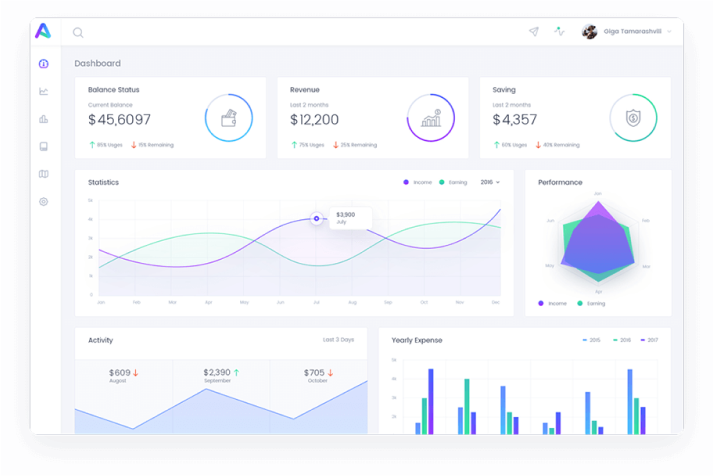 Giga Tamarashvili
Dashboard
Balance Status
Current Balance
$45,6097
85% Usges 15% Remaining
Revenue
Last 2 months
$12,200
75% Usges 25% Remaining
Saving
Last 2 months
$4,357
60% Usges 40% Remaining
Statistics
Income Earning 2016
5k
4k
3k
2k
1k
0
$3,900
July
Jan Feb Mar Apr May Jun Jul Aug Sep Oct Nov
Performance
Jan
Jun Feb
May Mar
Apr
Income Earning
Activity Last 3 Days
$609 $2,390 $705
August September October
Yearly Expense 2015 2016 2017
5k
4k
3k
2k